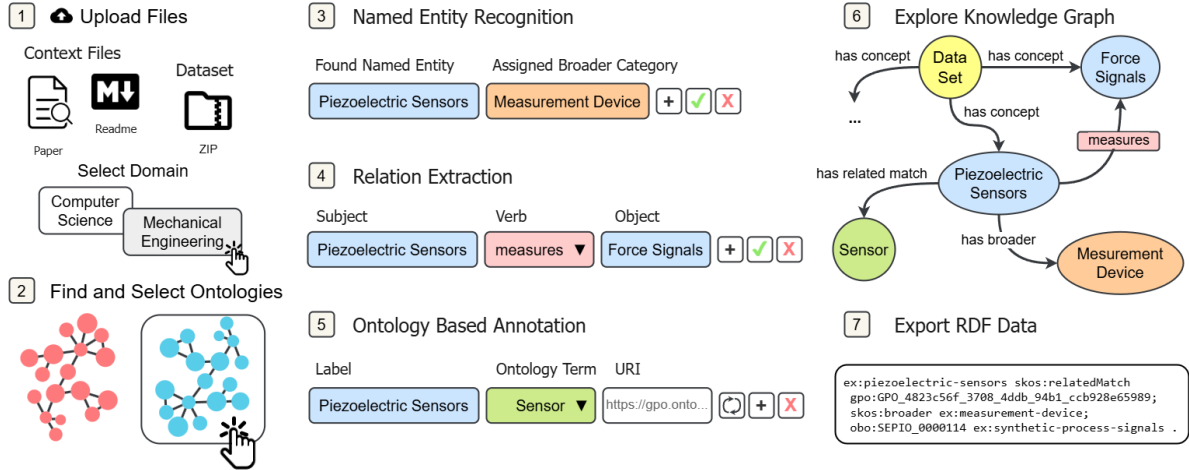 1 Upload Files
Context Files
Dataset
Readme
Paper
ZIP
Select Domain
Computer
Science
Mechanical
Engineering
2 Find and Select Ontologies
3 Named Entity Recognition
Found Named Entity Assigned Broader Category
Piezoelectric Sensors Measurement Device + ✓ X
4 Relation Extraction
Subject Verb Object
Piezoelectric Sensors measures ▼ Force Signals + ✓ X
5 Ontology Based Annotation
Label Ontology Term URI
Piezoelectric Sensors Sensor ▼ https://gpo.onto... + X
6 Explore Knowledge Graph
has concept
Data
Set
has concept
Force
Signals
...
has concept
measures
has related match
Piezoelectric
Sensors
Sensor
has broader
Mesurement
Device
7 Export RDF Data
ex:piezoelectric-sensors skos:relatedMatch
gpo:GPO_4823c56f_3708_4ddb_94b1_ccb928e65989;
skos:broader ex:measurement-device;
obo:SEPIO_0000114 ex:synthetic-process-signals .